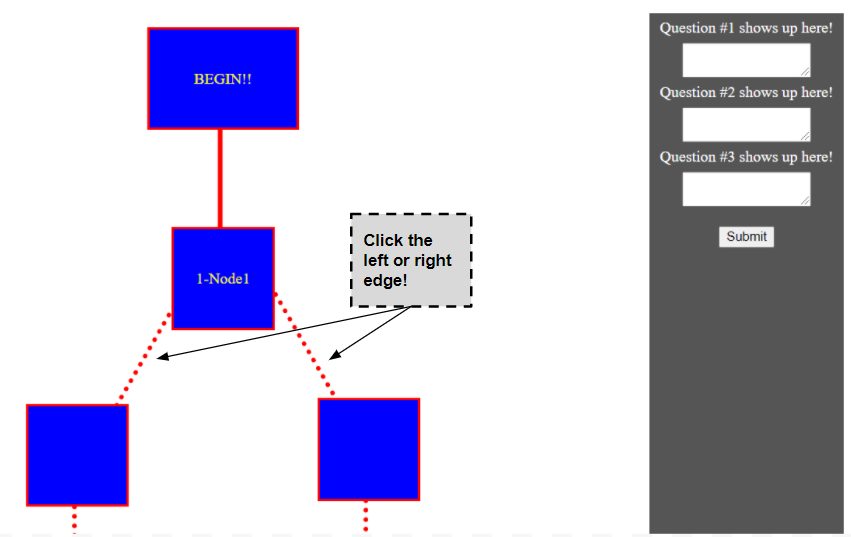 BEGIN!!
1-Node1
Click the
left or right
edge!
Question #1 shows up here!
Question #2 shows up here!
Question #3 shows up here!
Submit